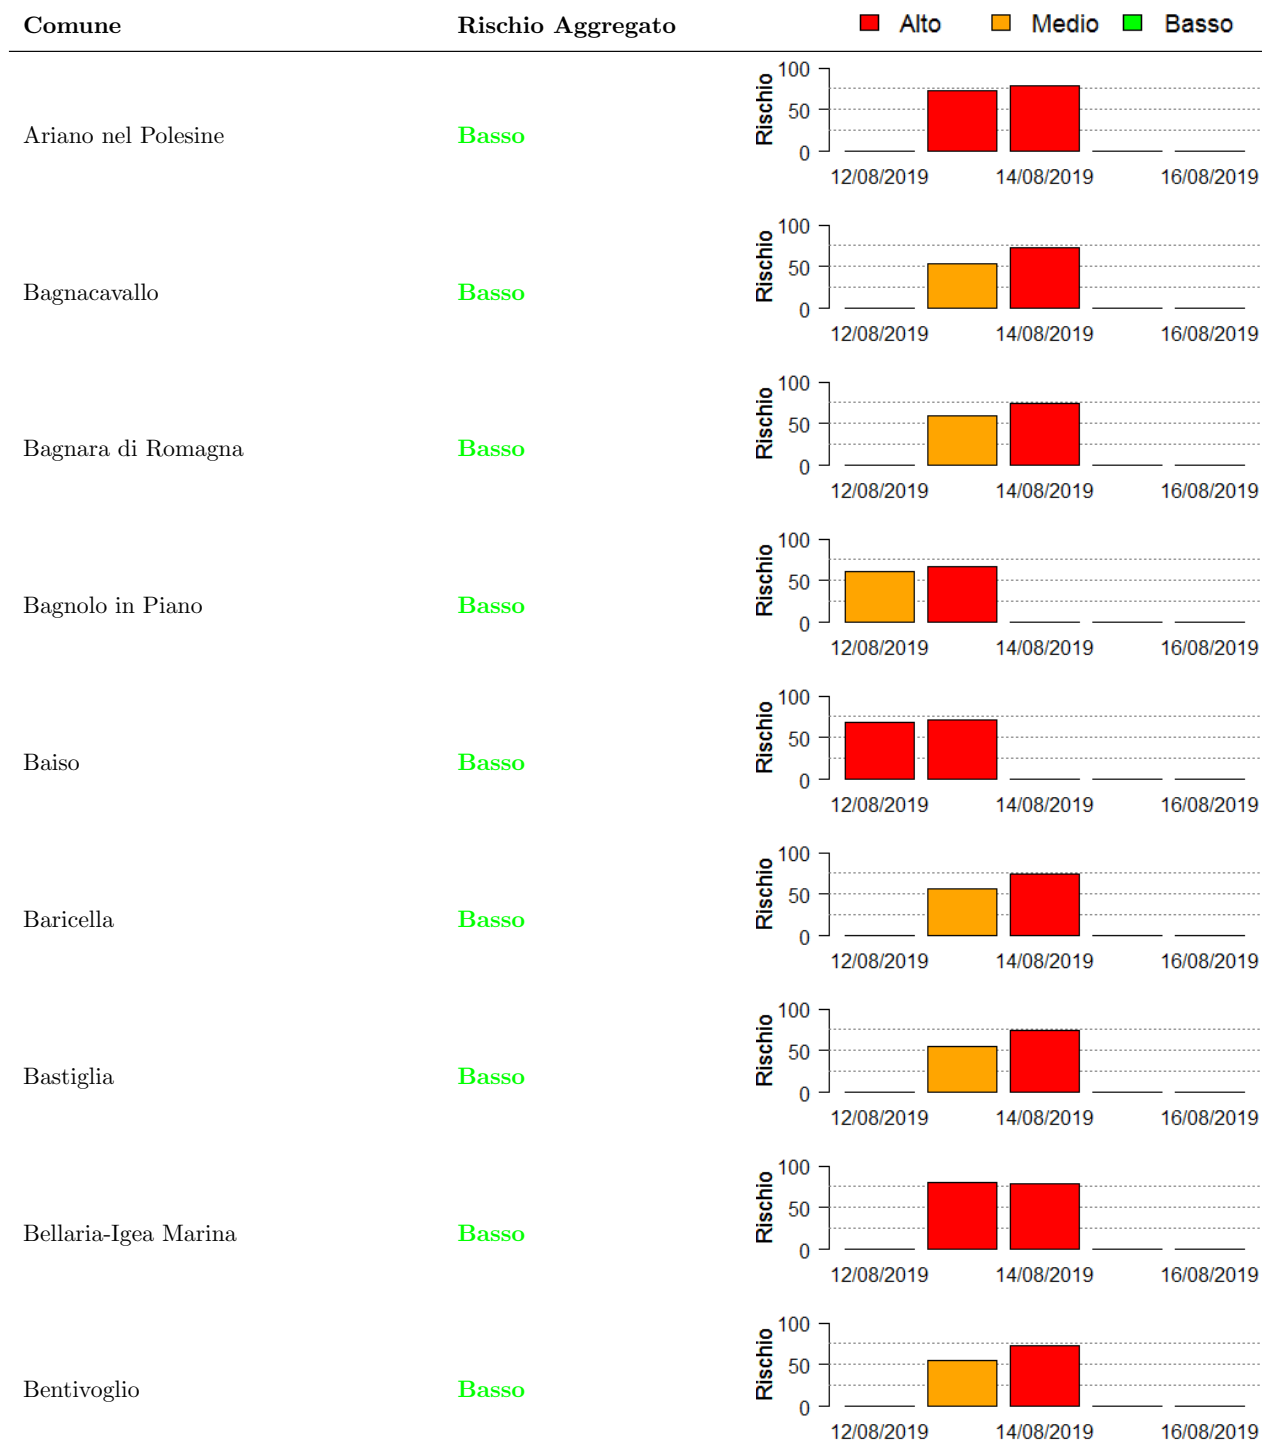 Comune Rischio Aggregato Alto Medio Basso
Ariano nel Polesine Basso
Rischio
100
50
0
12/08/2019 14/08/2019 16/08/2019
Bagnacavallo Basso
Rischio
100
50
0
12/08/2019 14/08/2019 16/08/2019
Bagnara di Romagna Basso
Rischio
100
50
0
12/08/2019 14/08/2019 16/08/2019
Bagnolo in Piano Basso
Rischio
100
50
0
12/08/2019 14/08/2019 16/08/2019
Baiso Basso
Rischio
100
50
0
12/08/2019 14/08/2019 16/08/2019
Baricella Basso
Rischio
100
50
0
12/08/2019 14/08/2019 16/08/2019
Bastiglia Basso
Rischio
100
50
0
12/08/2019 14/08/2019 16/08/2019
Bellaria-Igea Marina Basso
Rischio
100
50
0
12/08/2019 14/08/2019 16/08/2019
Bentivoglio Basso
Rischio
100
50
0
12/08/2019 14/08/2019 16/08/2019